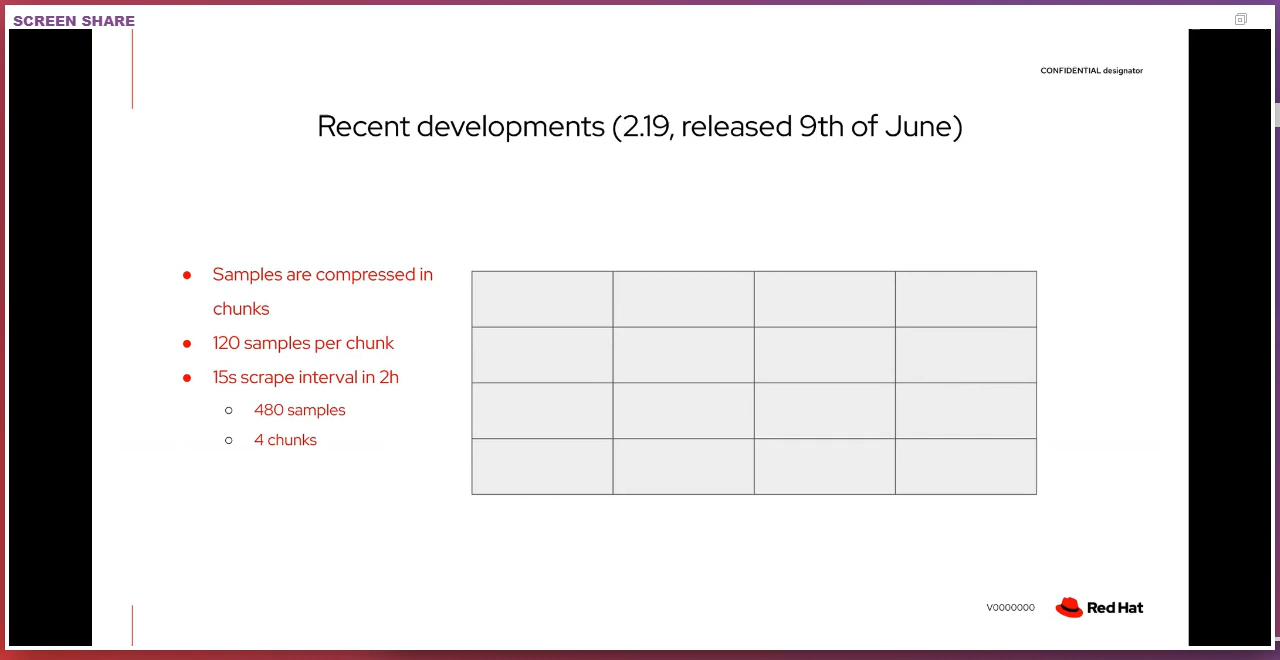 SCREEN SHARE
CONFIDENTIAL designator
Recent developments (2.19, released 9th of June)
● Samples are compressed in
chunks
● 120 samples per chunk
● 15s scrape interval in 2h
○ 480 samples
○ 4 chunks
V0000000
Red Hat